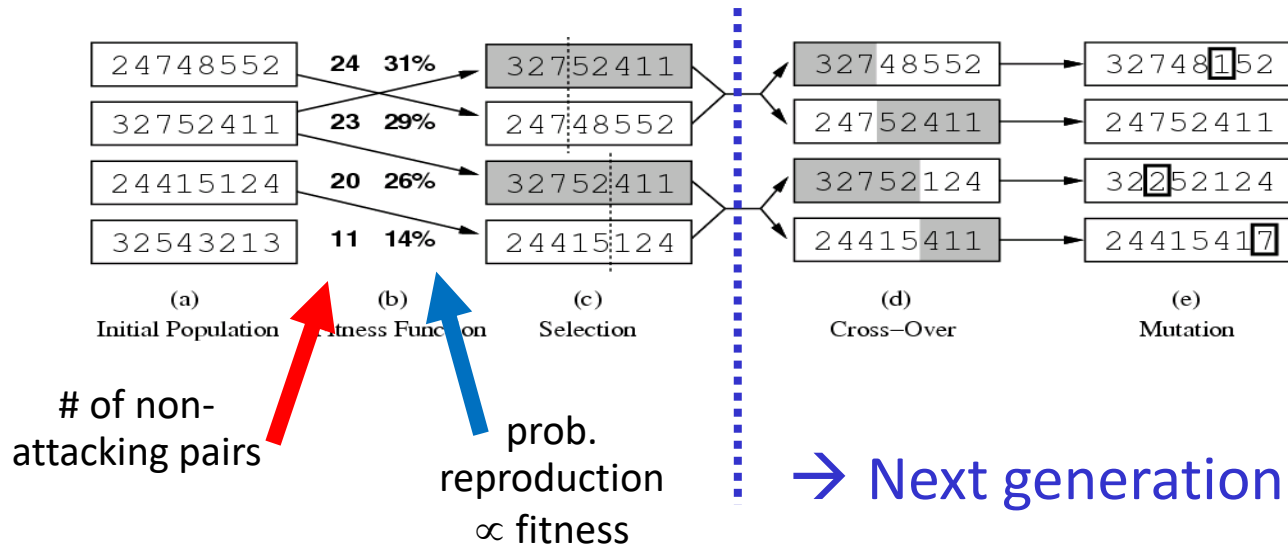 24748552 24 31% 32752411 32748552 32748152
32752411 23 29% 24748552 24752411 24752411
24415124 20 26% 32752411 32752124 32252124
32543213 11 14% 24415124 24415411 24415417
(a) (b) (c) (d) (e)
Initial Population Fitness Function Selection Cross-Over Mutation
# of non-
attacking pairs
prob.
reproduction
∝ fitness
→ Next generation